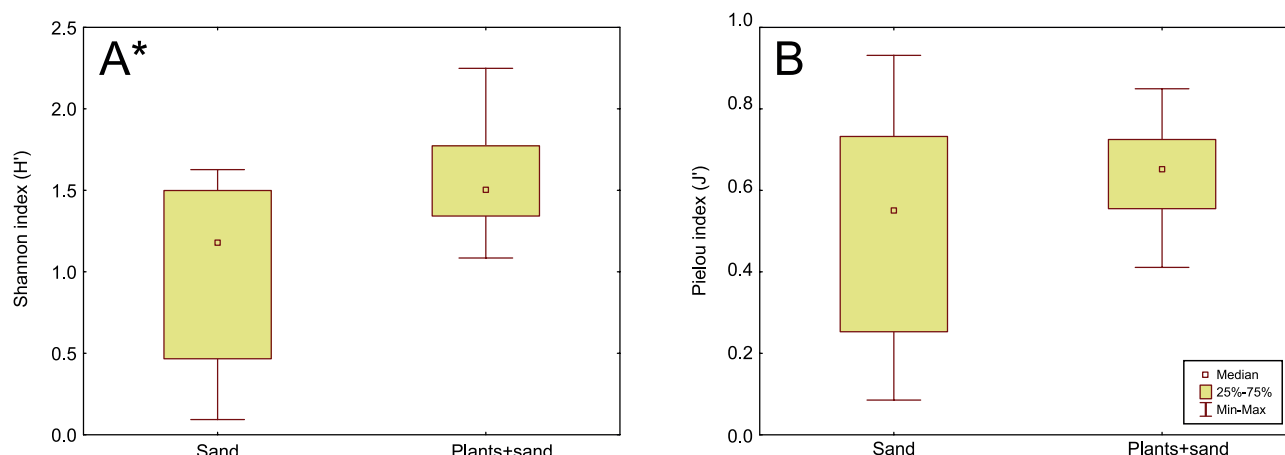 A*
Shannon index (H')
2.5
2.0
1.5
1.0
0.5
0.0
Sand
Plants+sand
B
Pielou index (J')
1.0
0.8
0.6
0.4
0.2
0.0
Sand
Plants+sand
Median
25%-75%
Min-Max